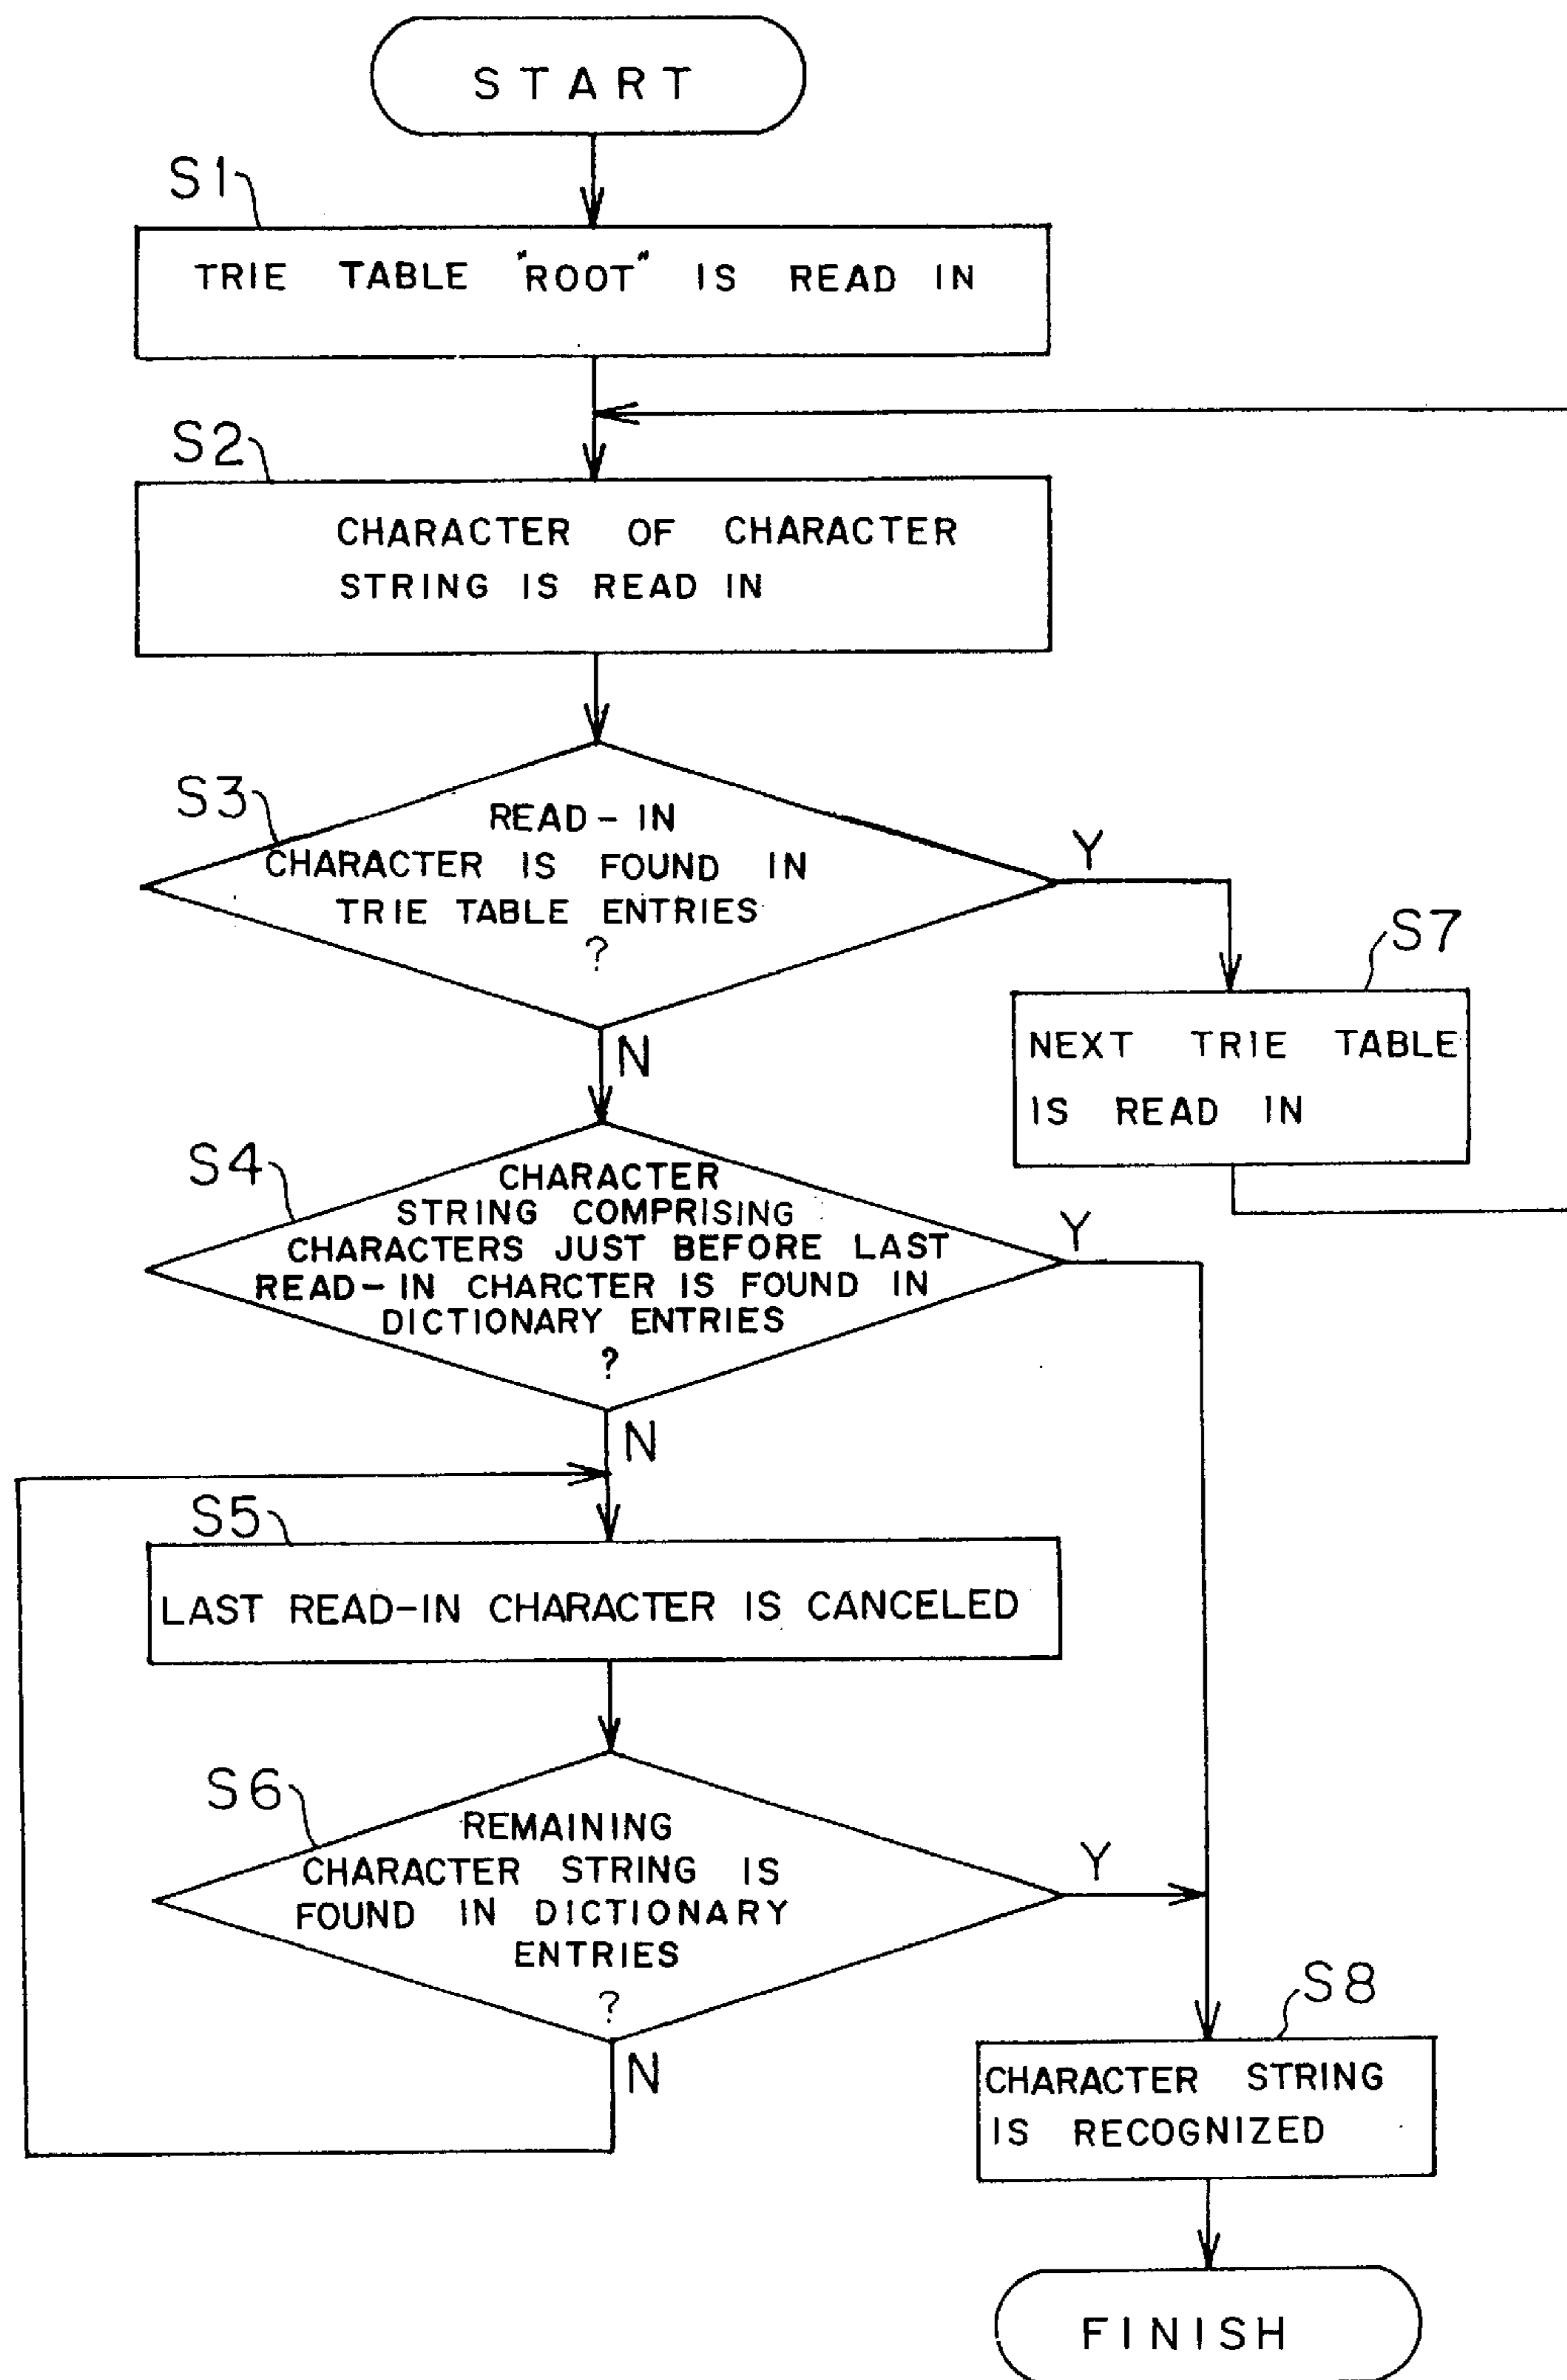 START
S1
TRIE TABLE "ROOT" IS READ IN
S2
CHARACTER OF CHARACTER
STRING IS READ IN
S3
READ-IN
CHARACTER IS FOUND IN
TRIE TABLE ENTRIES
?
Y
N
S7
NEXT TRIE TABLE
IS READ IN
S4
CHARACTER
STRING COMPRISING
CHARACTERS JUST BEFORE LAST
READ-IN CHARCTER IS FOUND IN
DICTIONARY ENTRIES
?
Y
N
S5
LAST READ-IN CHARACTER IS CANCELED
S6
REMAINING
CHARACTER STRING IS
FOUND IN DICTIONARY
ENTRIES
?
Y
N
S8
CHARACTER STRING
IS RECOGNIZED
FINISH